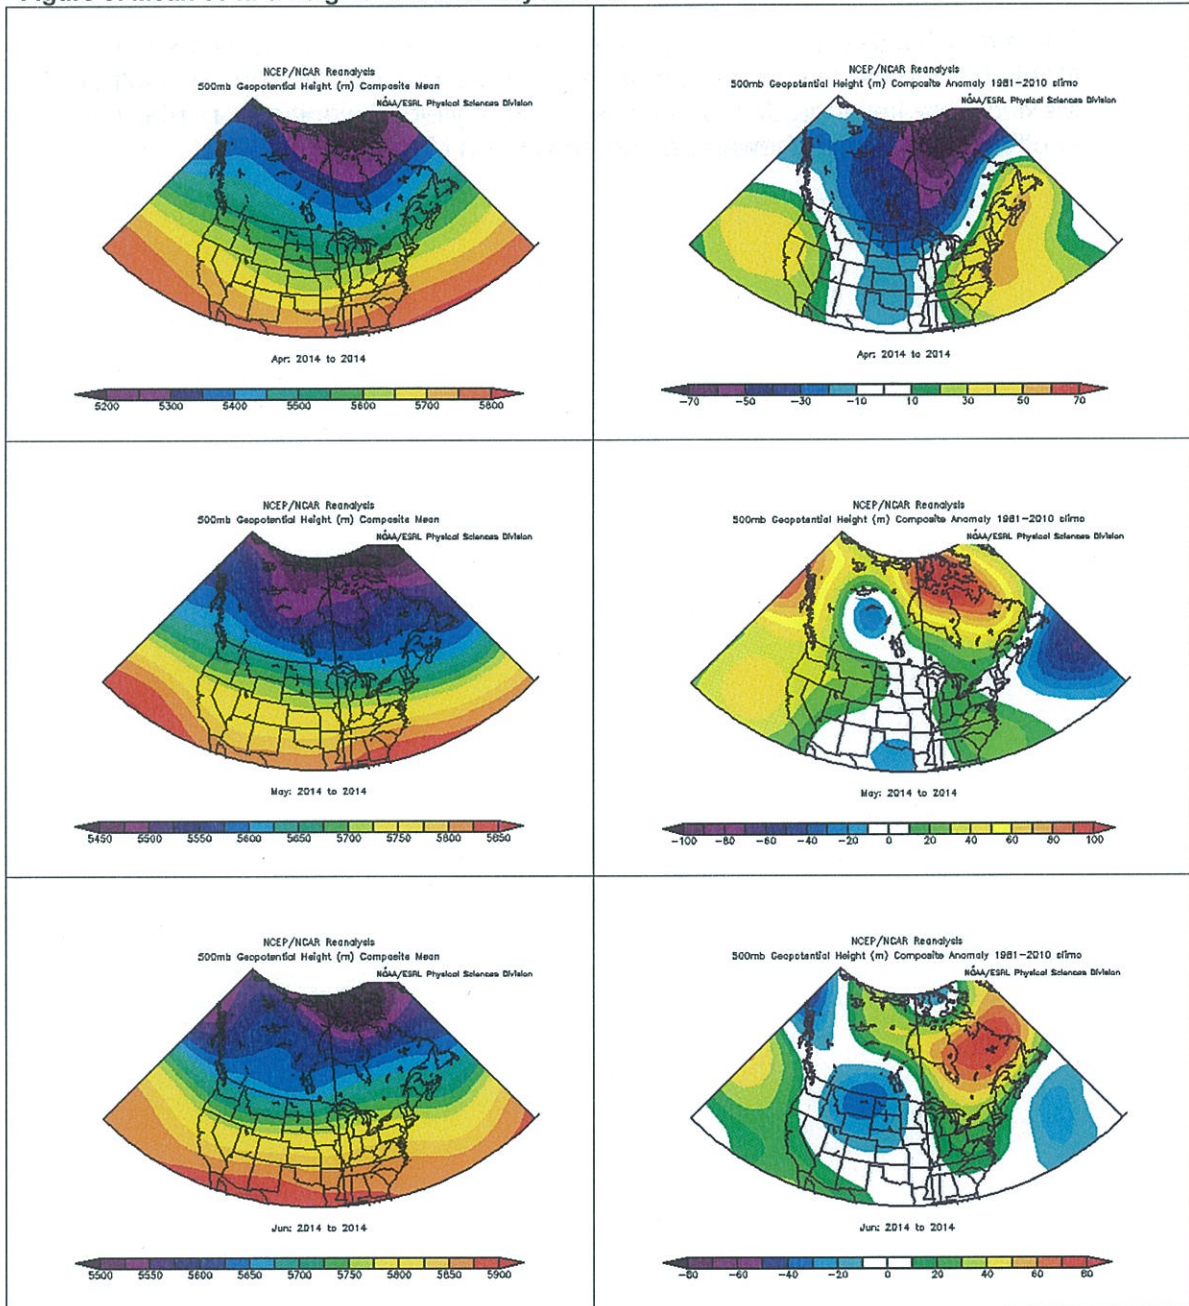 NCEP/NCAR Reanalysis
500mb Geopotential Height (m) Composite Mean
NOAA/ESRL Physical Sciences Division
Apr: 2014 to 2014
5200 5300 5400 5500 5600 5700 5800
NCEP/NCAR Reanalysis
500mb Geopotential Height (m) Composite Anomaly 1981-2010 climo
NOAA/ESRL Physical Sciences Division
Apr: 2014 to 2014
-70 -50 -30 -10 10 30 50 70
NCEP/NCAR Reanalysis
500mb Geopotential Height (m) Composite Mean
NOAA/ESRL Physical Sciences Division
May: 2014 to 2014
5450 5500 5550 5600 5650 5700 5750 5800 5850
NCEP/NCAR Reanalysis
500mb Geopotential Height (m) Composite Anomaly 1981-2010 climo
NOAA/ESRL Physical Sciences Division
May: 2014 to 2014
-100 -80 -60 -40 -20 0 20 40 60 80 100
NCEP/NCAR Reanalysis
500mb Geopotential Height (m) Composite Mean
NOAA/ESRL Physical Sciences Division
Jun: 2014 to 2014
5500 5550 5600 5650 5700 5750 5800 5850 5900
NCEP/NCAR Reanalysis
500mb Geopotential Height (m) Composite Anomaly 1981-2010 climo
NOAA/ESRL Physical Sciences Division
Jun: 2014 to 2014
-80 -60 -40 -20 0 20 40 60 80